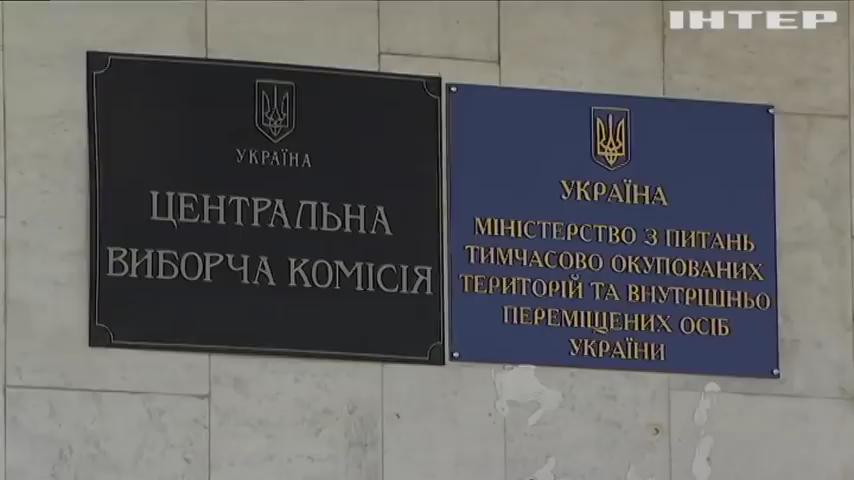 ІНТЕР
УКРАЇНА
ЦЕНТРАЛЬНА
ВИБОРЧА КОМІСІЯ
УКРАЇНА
МІНІСТЕРСТВО З ПИТАНЬ
ТИМЧАСОВО ОКУПОВАНИХ
ТЕРИТОРІЙ ТА ВНУТРІШНЬО
ПЕРЕМІЩЕНИХ ОСІБ
УКРАЇНИ